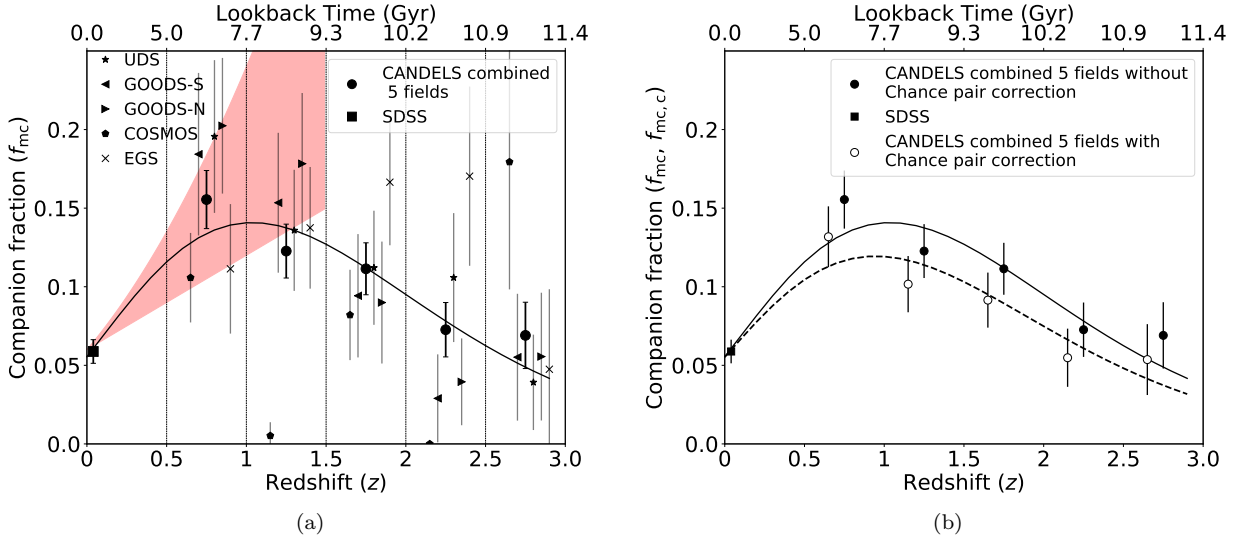 Lookback Time (Gyr)
0.0 5.0 7.7 9.3 10.2 10.9 11.4
UDS
GOODS-S
GOODS-N
COSMOS
EGS
CANDELS combined
5 fields
SDSS
Companion fraction (fmc)
0.2
0.15
0.1
0.05
0.0
0.0 0.5 1 1.5 2 2.5 3.0
Redshift (z)
(a)
Lookback Time (Gyr)
0.0 5.0 7.7 9.3 10.2 10.9 11.4
CANDELS combined 5 fields without
Chance pair correction
SDSS
CANDELS combined 5 fields with
Chance pair correction
Companion fraction (fmc, fmc, c)
0.2
0.15
0.1
0.05
0.0
0.0 0.5 1 1.5 2 2.5 3.0
Redshift (z)
(b)